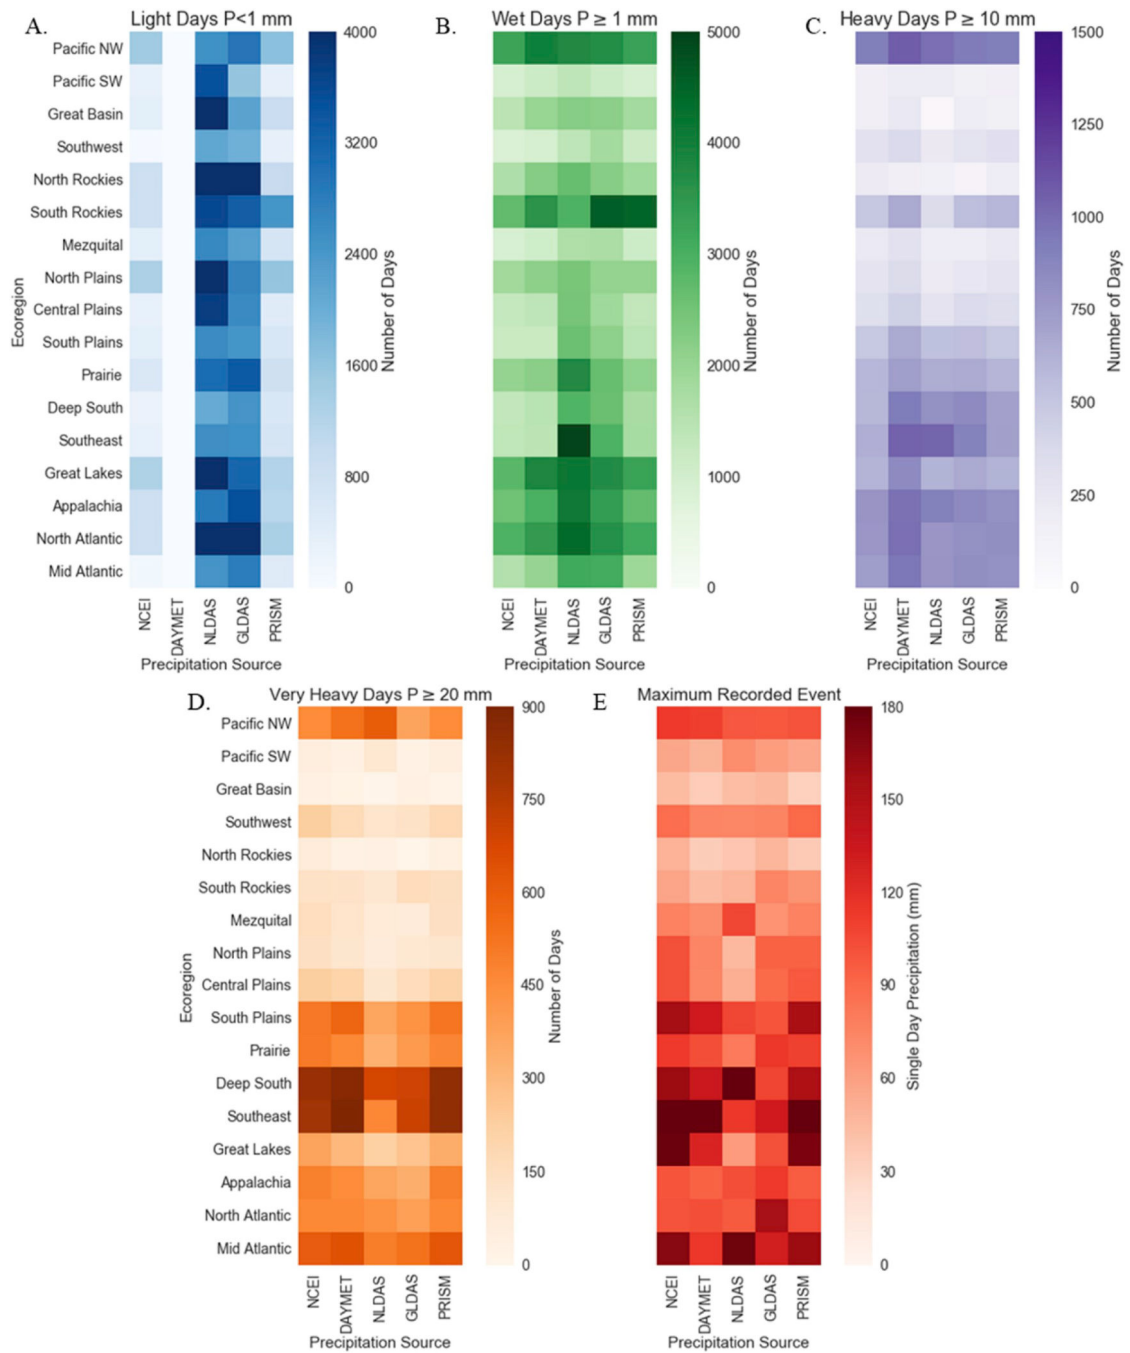 A.
Light Days P<1 mm
Pacific NW
Pacific SW
Great Basin
Southwest
North Rockies
South Rockies
Mezquital
North Plains
Central Plains
South Plains
Prairie
Deep South
Southeast
Great Lakes
Appalachia
North Atlantic
Mid Atlantic
Ecoregion
NCEI
DAYMET
NLDAS
GLDAS
PRISM
Precipitation Source
4000
3200
2400
1600
800
0
Number of Days
B.
Wet Days P ≥ 1 mm
NCEI
DAYMET
NLDAS
GLDAS
PRISM
Precipitation Source
5000
4000
3000
2000
1000
0
Number of Days
C.
Heavy Days P ≥ 10 mm
NCEI
DAYMET
NLDAS
GLDAS
PRISM
Precipitation Source
1500
1250
1000
750
500
250
0
Number of Days
D.
Very Heavy Days P ≥ 20 mm
Pacific NW
Pacific SW
Great Basin
Southwest
North Rockies
South Rockies
Mezquital
North Plains
Central Plains
South Plains
Prairie
Deep South
Southeast
Great Lakes
Appalachia
North Atlantic
Mid Atlantic
Ecoregion
NCEI
DAYMET
NLDAS
GLDAS
PRISM
Precipitation Source
900
750
600
450
300
150
0
Number of Days
E
Maximum Recorded Event
NCEI
DAYMET
NLDAS
GLDAS
PRISM
Precipitation Source
180
150
120
90
60
30
0
Single Day Precipitation (mm)